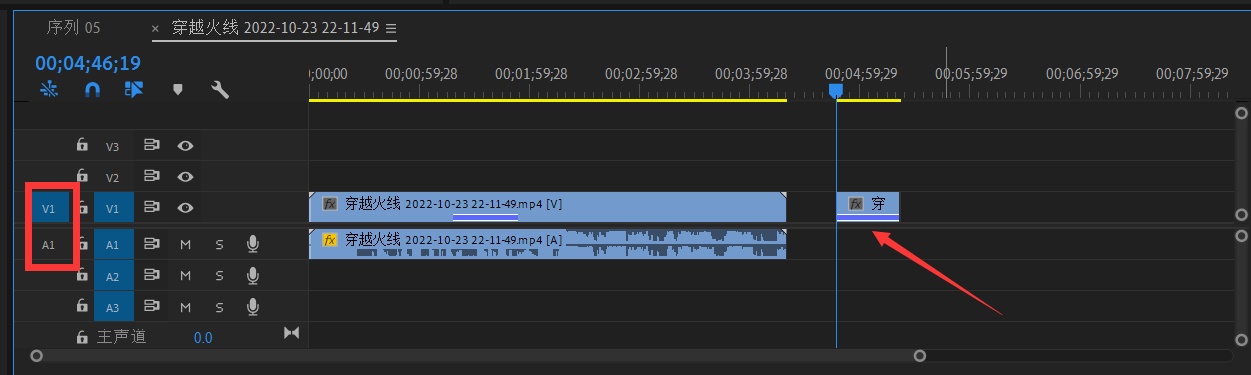 序列 05
× 穿越火线 2022-10-23 22-11-49 ☰
00;04;46;19
;00;00 00;00;59;28 00;01;59;28 00;02;59;28 00;03;59;28 00;04;59;29 00;05;59;29 00;06;59;29 00;07;59;29
V3
V2
V1 V1 fx 穿越火线 2022-10-23 22-11-49.mp4 [V] fx 穿
A1 A1 M S fx 穿越火线 2022-10-23 22-11-49.mp4 [A]
A2 M S
A3 M S
主声道 0.0